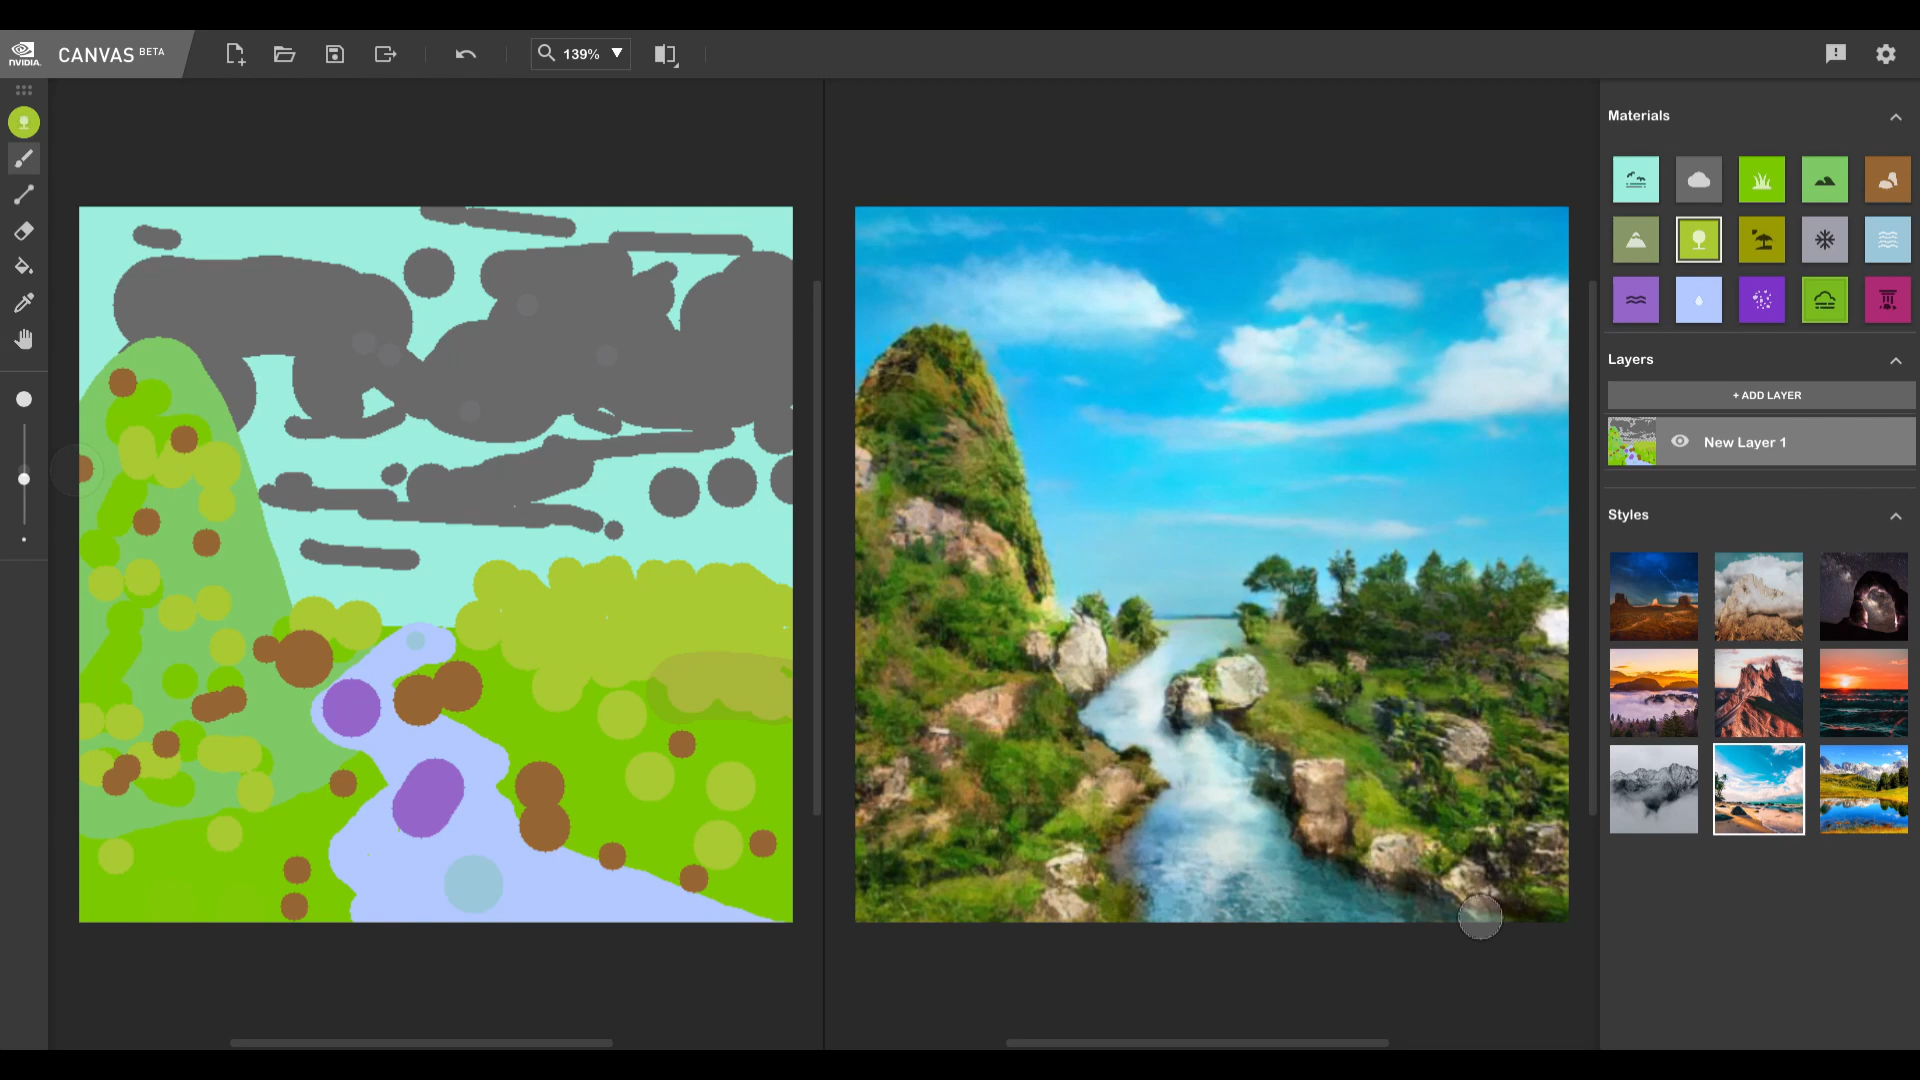 NVIDIA.
CANVAS BETA
139%
Materials
Layers
+ ADD LAYER
New Layer 1
Styles